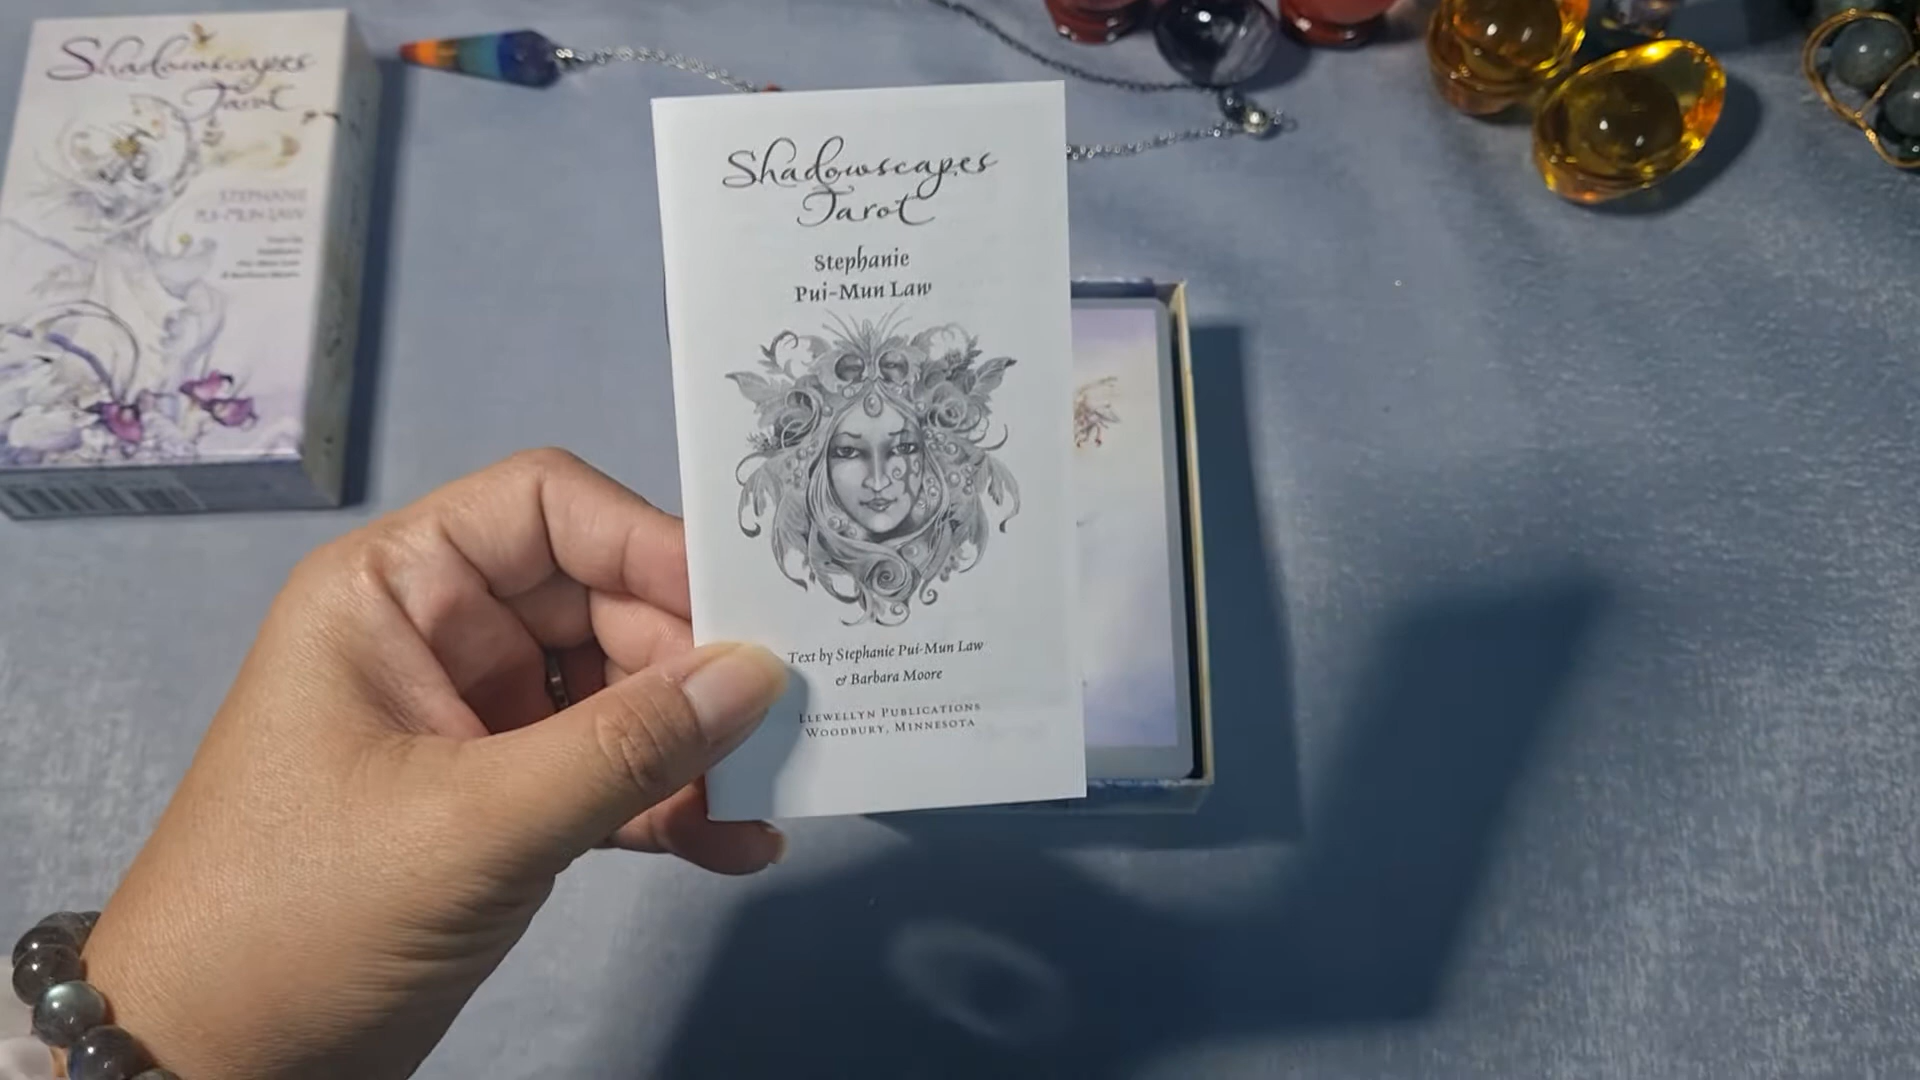 Shadowscapes
Tarot
STEPHANIE
PUI-MUN LAW
Shadowscapes
Tarot
Stephanie
Pui-Mun Law
Text by Stephanie Pui-Mun Law
& Barbara Moore
LLEWELLYN PUBLICATIONS
WOODBURY, MINNESOTA